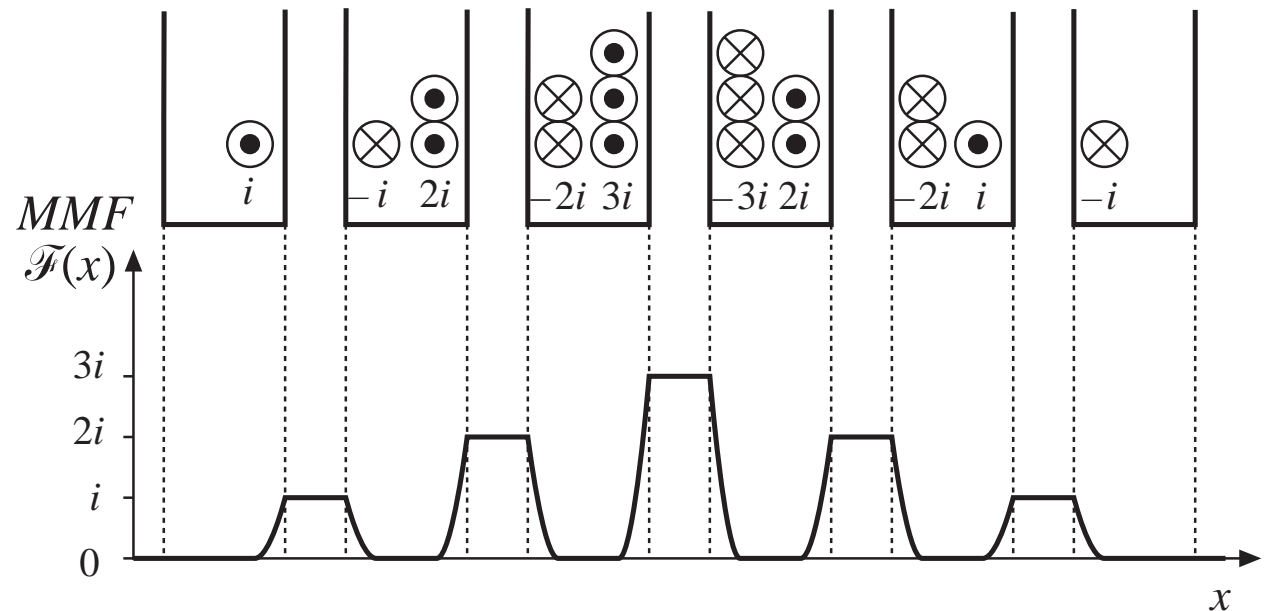 i –i 2i –2i 3i –3i 2i –2i i –i
MMF
ℱ(x)
3i
2i
i
0
x